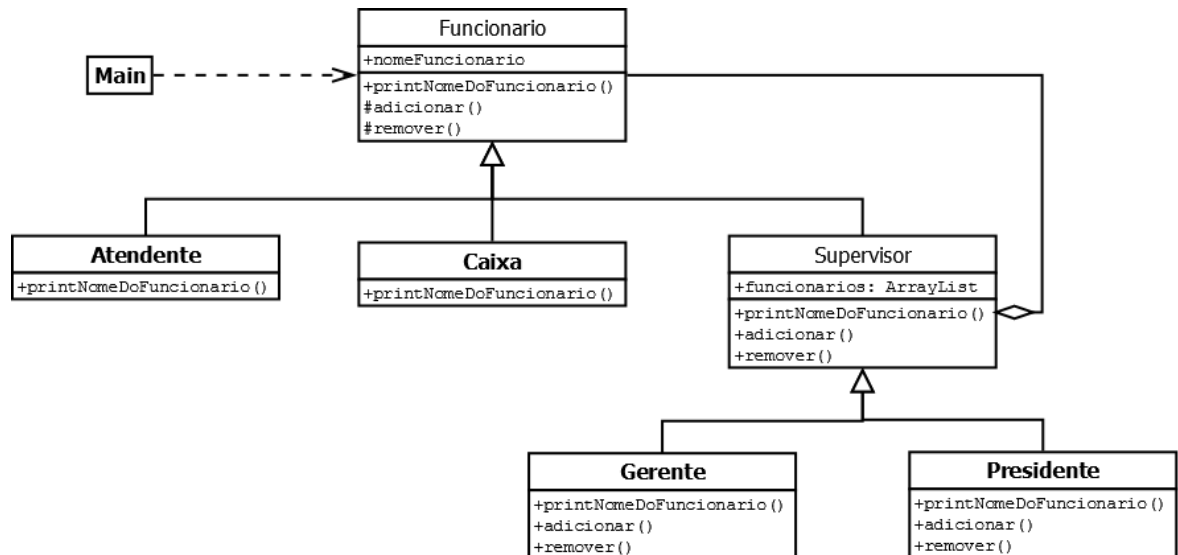 Funcionario
+nomeFuncionario
+printNomeDoFuncionario()
#adicionar()
#remover()
Main
Atendente
+printNomeDoFuncionario()
Caixa
+printNomeDoFuncionario()
Supervisor
+funcionarios: ArrayList
+printNomeDoFuncionario()
+adicionar()
+remover()
Gerente
+printNomeDoFuncionario()
+adicionar()
+remover()
Presidente
+printNomeDoFuncionario()
+adicionar()
+remover()